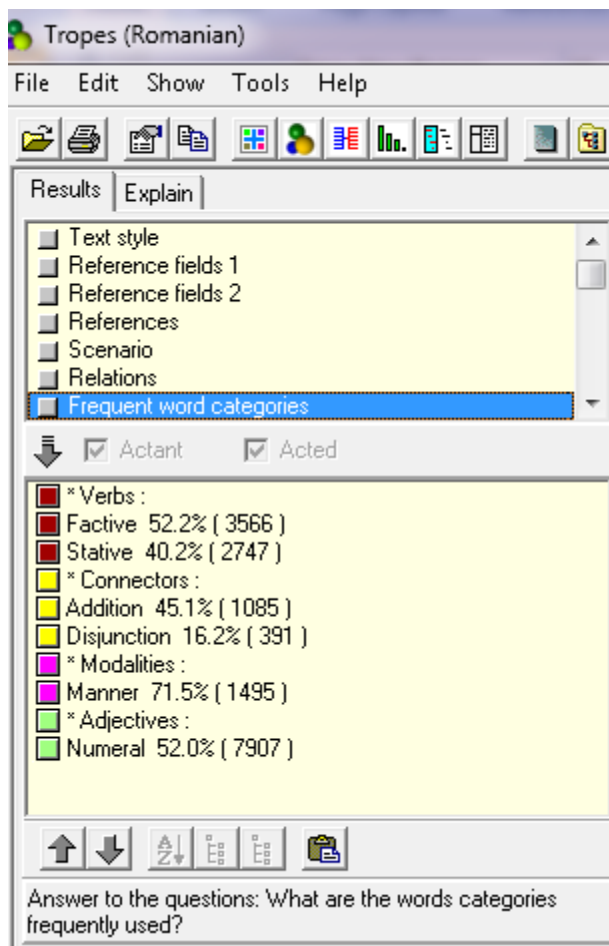 Tropes (Romanian)
File Edit Show Tools Help
Results Explain
Text style
Reference fields 1
Reference fields 2
References
Scenario
Relations
Frequent word categories
Actant Acted
* Verbs :
Factive 52.2% ( 3566 )
Stative 40.2% ( 2747 )
* Connectors :
Addition 45.1% ( 1085 )
Disjunction 16.2% ( 391 )
* Modalities :
Manner 71.5% ( 1495 )
* Adjectives :
Numeral 52.0% ( 7907 )
A
Z
Answer to the questions: What are the words categories
frequently used?